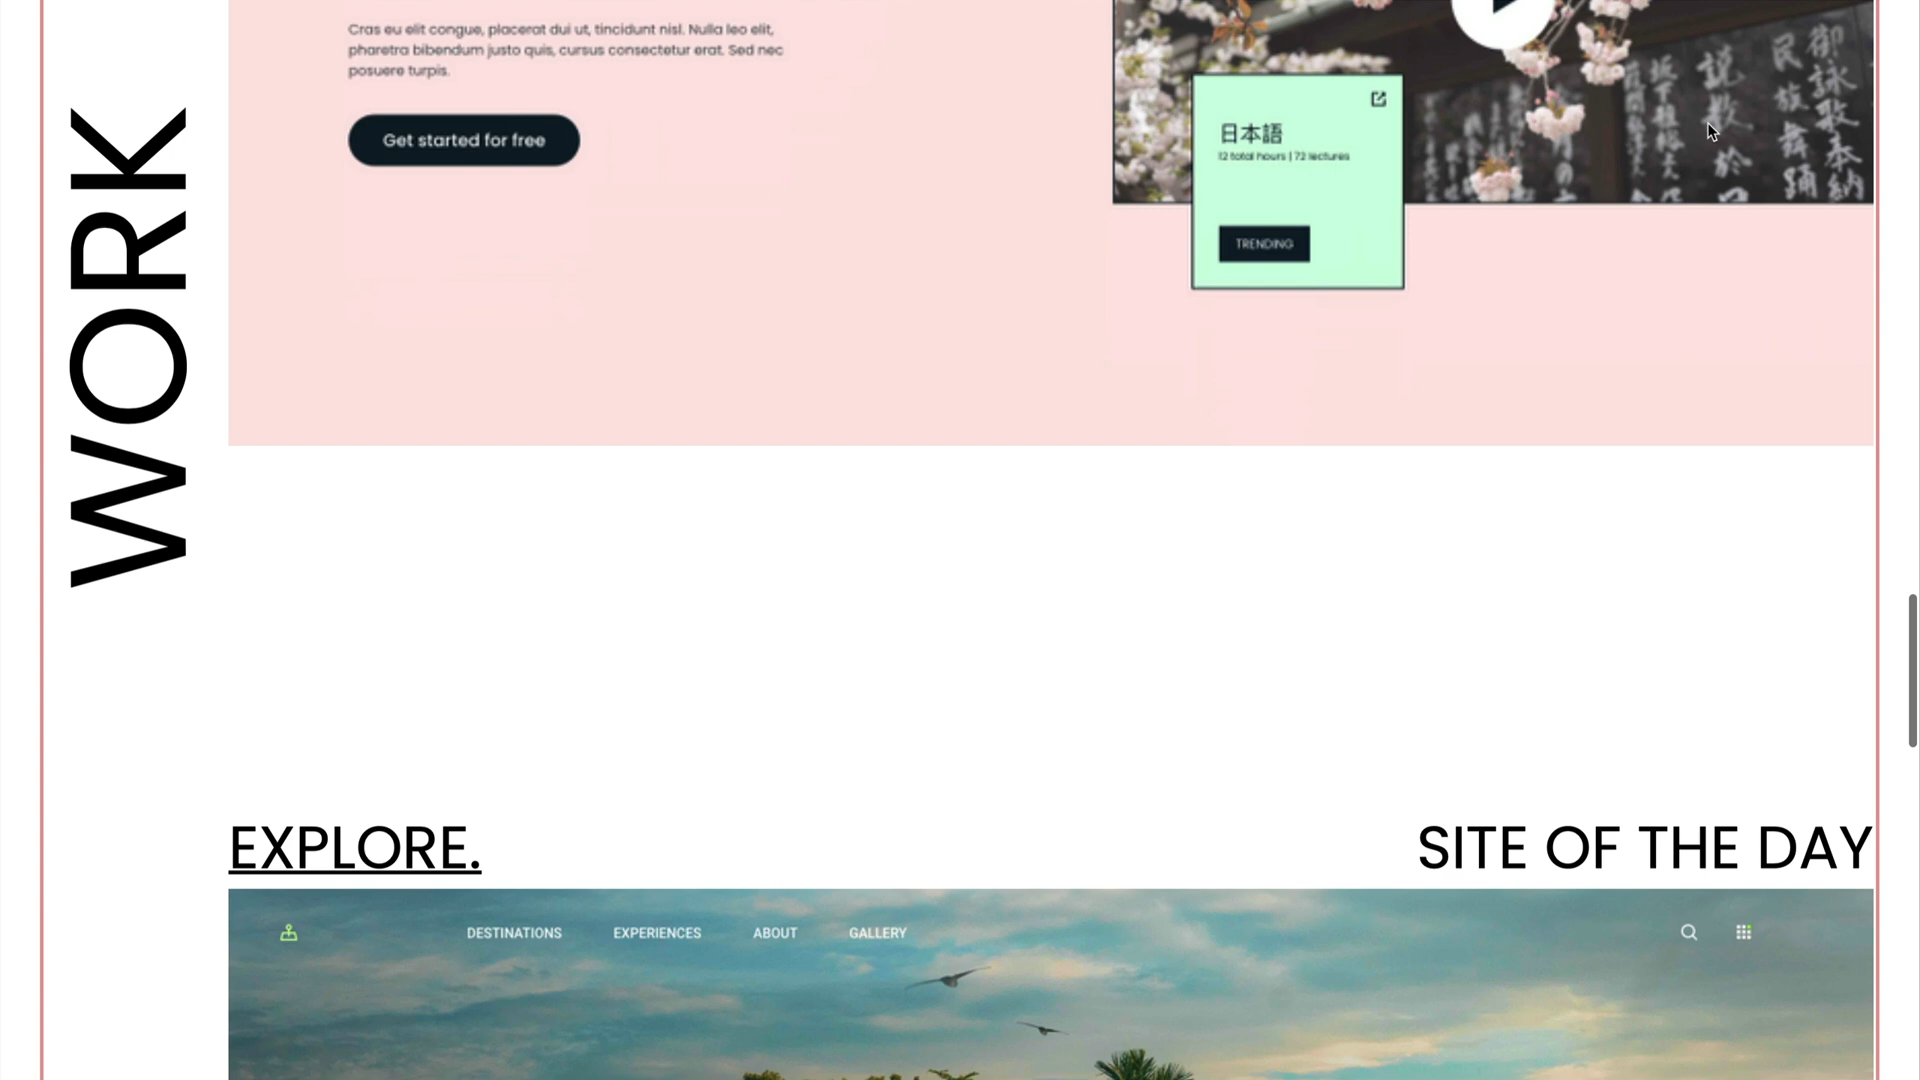 Cras eu elit congue, placerat dui ut, tincidunt nisl. Nulla leo elit,
pharetra bibendum justo quis, cursus consectetur erat. Sed nec
posuere turpis.
Get started for free
日本語
12 total hours | 72 lectures
TRENDING
WORK
EXPLORE.
SITE OF THE DAY
DESTINATIONS
EXPERIENCES
ABOUT
GALLERY